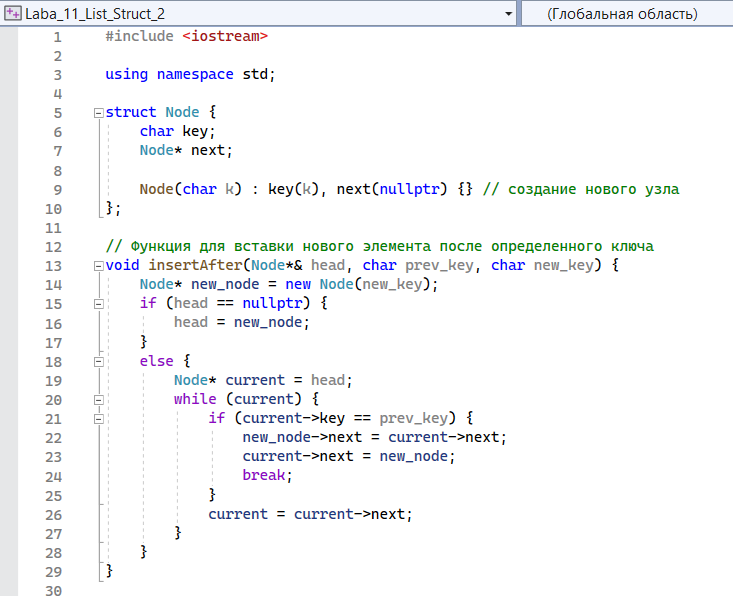 Laba_11_List_Struct_2 (Глобальная область)
1 #include <iostream>
2
3 using namespace std;
4
5 struct Node {
6     char key;
7     Node* next;
8
9     Node(char k) : key(k), next(nullptr) {} // создание нового узла
10 };
11
12 // Функция для вставки нового элемента после определенного ключа
13 void insertAfter(Node*& head, char prev_key, char new_key) {
14     Node* new_node = new Node(new_key);
15     if (head == nullptr) {
16         head = new_node;
17     }
18     else {
19         Node* current = head;
20         while (current) {
21             if (current->key == prev_key) {
22                 new_node->next = current->next;
23                 current->next = new_node;
24                 break;
25             }
26             current = current->next;
27         }
28     }
29 }
30